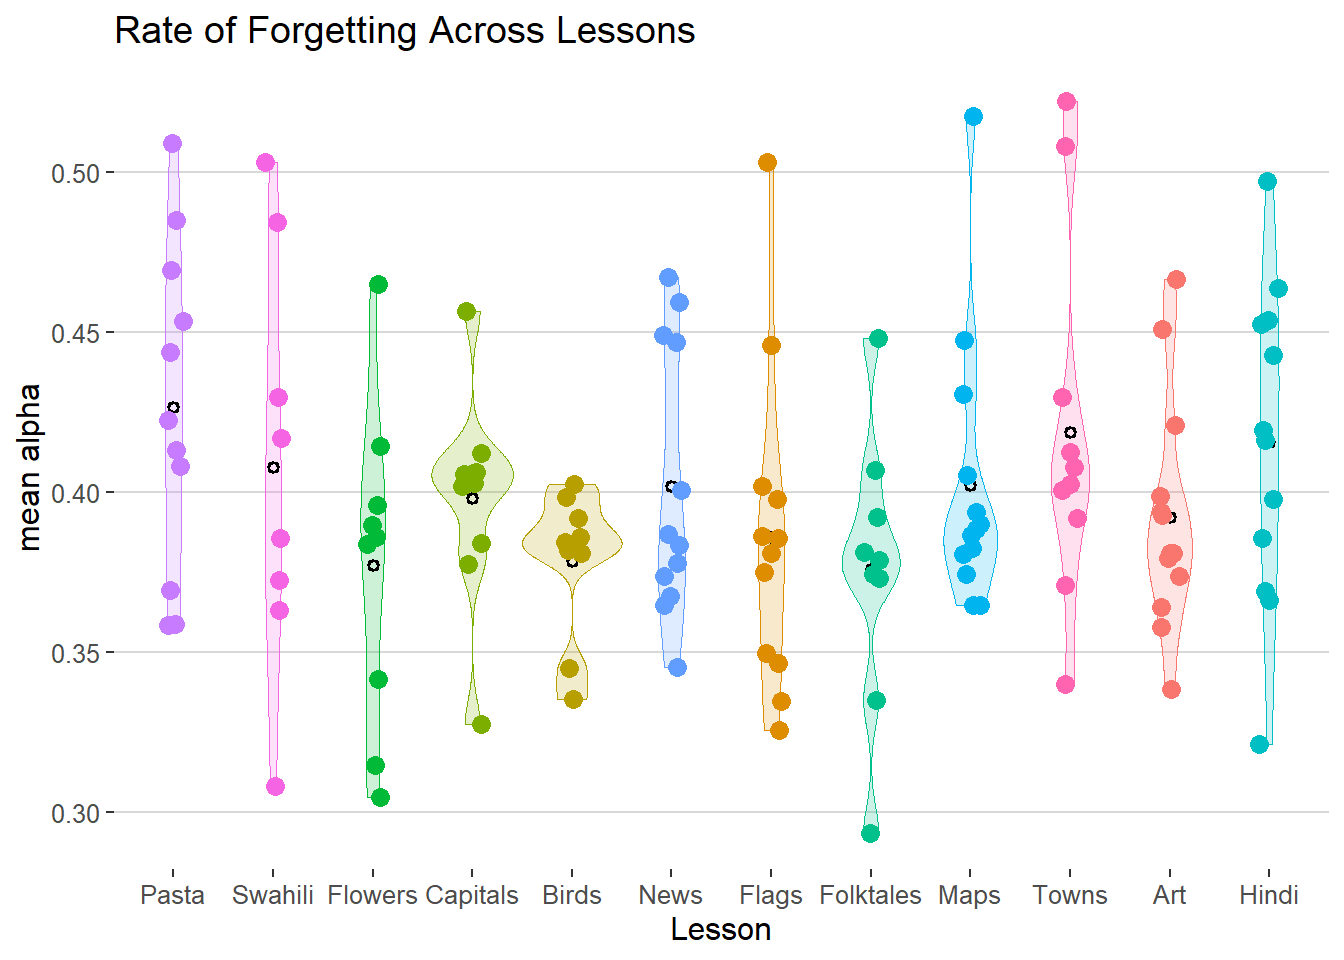 Rate of Forgetting Across Lessons
mean alpha
0.50
0.45
0.40
0.35
0.30
Pasta Swahili Flowers Capitals Birds News Flags Folktales Maps Towns Art Hindi
Lesson